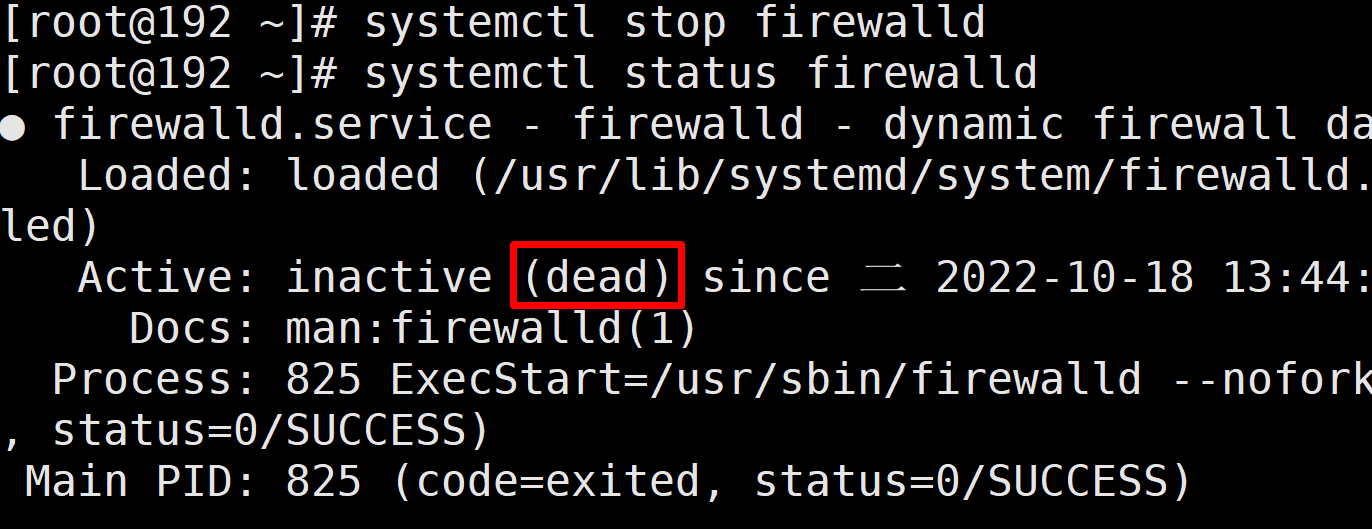 [root@192 ~]# systemctl stop firewalld
[root@192 ~]# systemctl status firewalld
● firewalld.service - firewalld - dynamic firewall da
Loaded: loaded (/usr/lib/systemd/system/firewalld.
led)
Active: inactive (dead) since 二 2022-10-18 13:44:
Docs: man:firewalld(1)
Process: 825 ExecStart=/usr/sbin/firewalld --nofork
, status=0/SUCCESS)
Main PID: 825 (code=exited, status=0/SUCCESS)